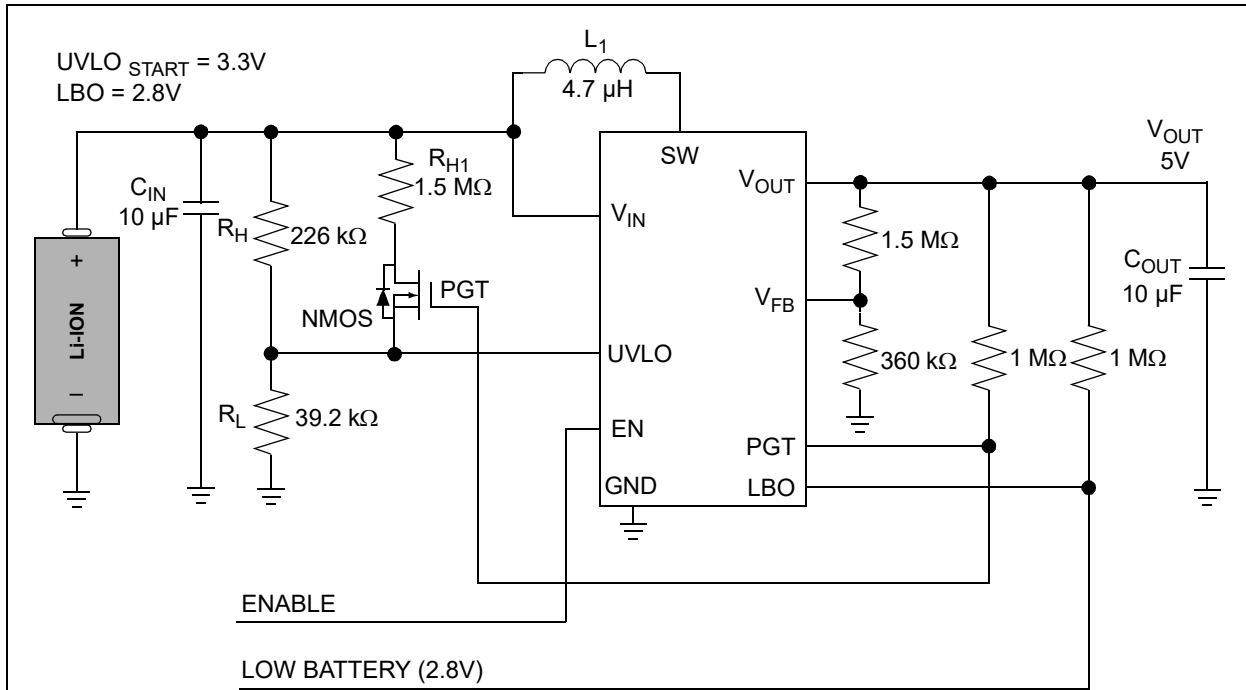 UVLO START = 3.3V
LBO = 2.8V
L1
4.7 µH
SW
VOUT
5V
RH1
1.5 MΩ
CIN
10 µF
RH
226 kΩ
VIN
VOUT
1.5 MΩ
COUT
10 µF
+
Li-ION
–
NMOS
PGT
VFB
UVLO
360 kΩ
1 MΩ
1 MΩ
RL
39.2 kΩ
EN
PGT
LBO
GND
ENABLE
LOW BATTERY (2.8V)